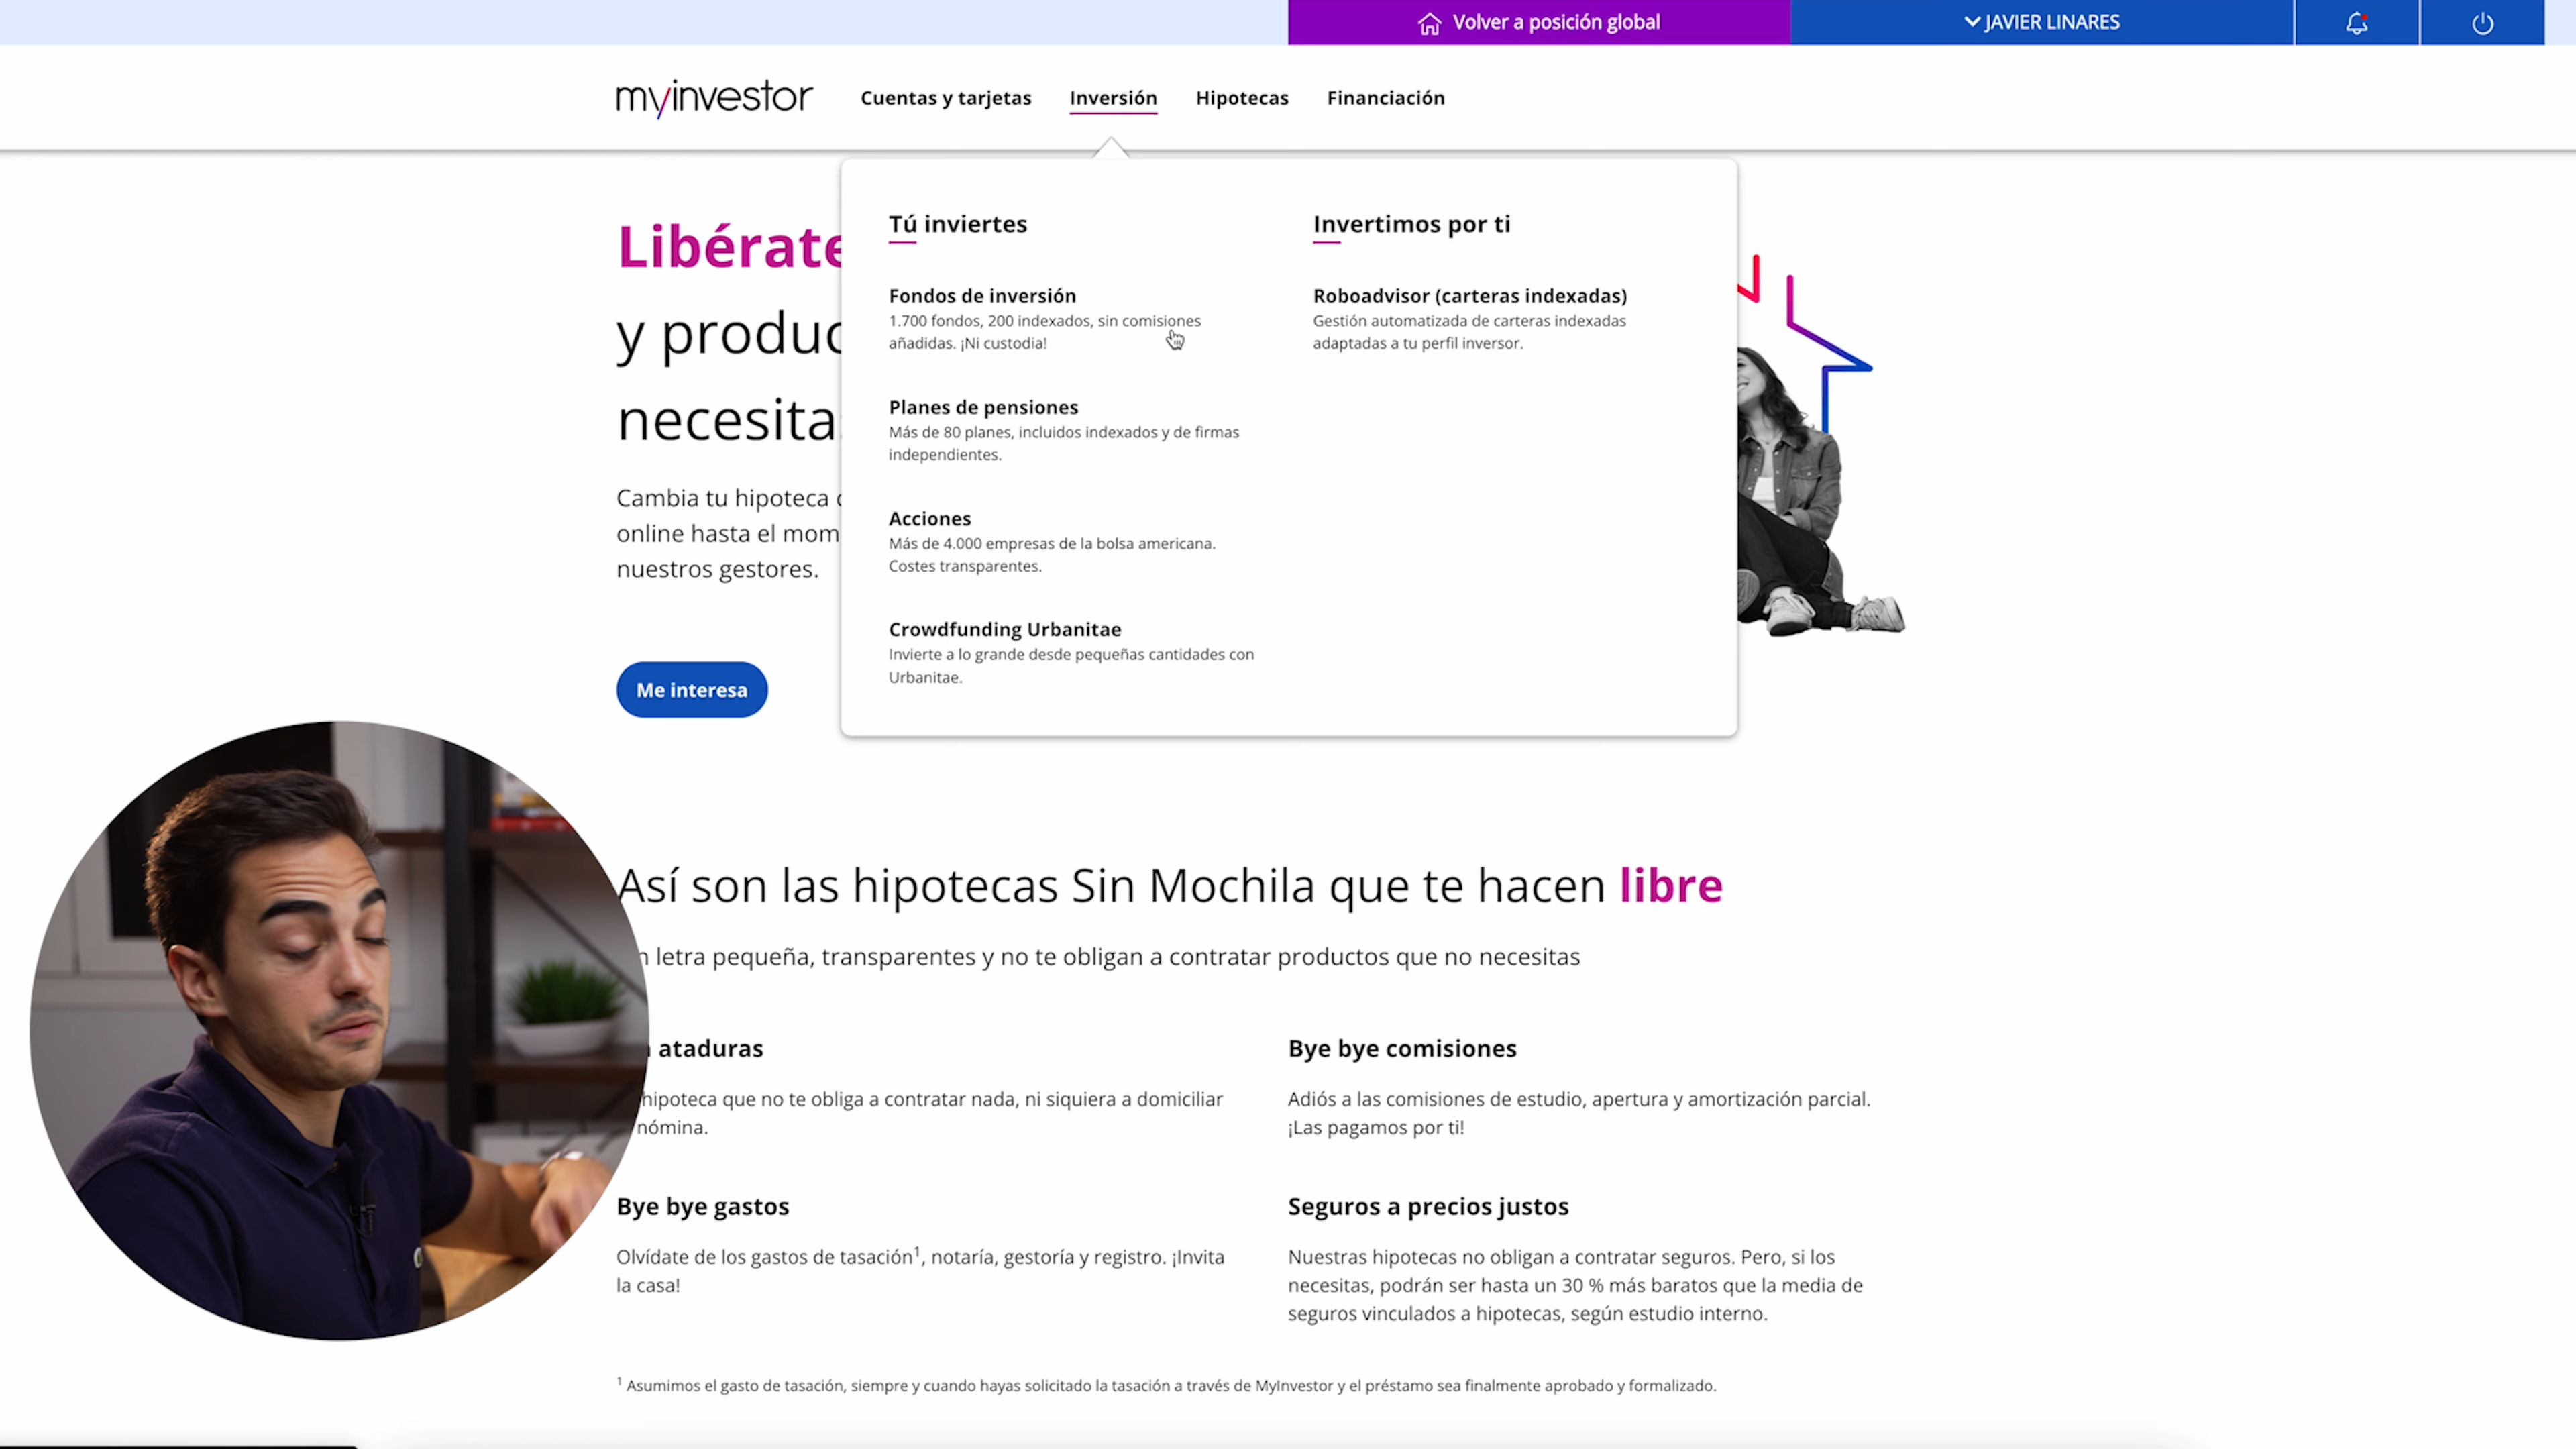 Volver a posición global
JAVIER LINARES
myinvestor
Cuentas y tarjetas
Inversión
Hipotecas
Financiación
Libérate
y produc
necesita
Cambia tu hipoteca
online hasta el mom
nuestros gestores.
Me interesa
Tú inviertes
Fondos de inversión
1.700 fondos, 200 indexados, sin comisiones
añadidas. ¡Ni custodia!
Planes de pensiones
Más de 80 planes, incluidos indexados y de firmas
independientes.
Acciones
Más de 4.000 empresas de la bolsa americana.
Costes transparentes.
Crowdfunding Urbanitae
Invierte a lo grande desde pequeñas cantidades con
Urbanitae.
Invertimos por ti
Roboadvisor (carteras indexadas)
Gestión automatizada de carteras indexadas
adaptadas a tu perfil inversor.
Así son las hipotecas Sin Mochila que te hacen libre
letra pequeña, transparentes y no te obligan a contratar productos que no necesitas
ataduras
hipoteca que no te obliga a contratar nada, ni siquiera a domiciliar
nómina.
Bye bye comisiones
Adiós a las comisiones de estudio, apertura y amortización parcial.
¡Las pagamos por ti!
Bye bye gastos
Olvídate de los gastos de tasación¹, notaría, gestoría y registro. ¡Invita
la casa!
Seguros a precios justos
Nuestras hipotecas no obligan a contratar seguros. Pero, si los
necesitas, podrán ser hasta un 30 % más baratos que la media de
seguros vinculados a hipotecas, según estudio interno.
¹ Asumimos el gasto de tasación, siempre y cuando hayas solicitado la tasación a través de MyInvestor y el préstamo sea finalmente aprobado y formalizado.